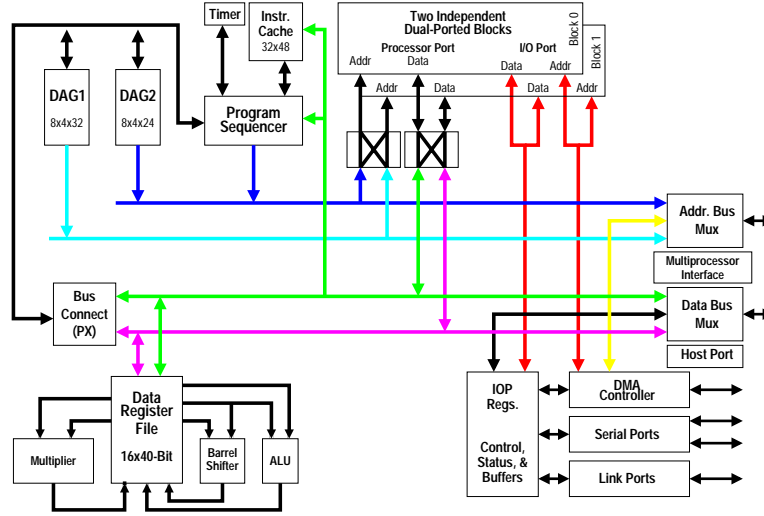 Timer
Instr.
Cache
32x48
Two Independent
Dual-Ported Blocks
Processor Port
I/O Port
Block 0
Block 1
Addr
Data
Data
Addr
Addr
Data
Data
Addr
DAG1
8x4x32
DAG2
8x4x24
Program
Sequencer
Addr. Bus
Mux
Multiprocessor
Interface
Bus
Connect
(PX)
Data Bus
Mux
Host Port
Data
Register
File
16x40-Bit
Multiplier
Barrel
Shifter
ALU
IOP
Regs.
Control,
Status, &
Buffers
DMA
Controller
Serial Ports
Link Ports